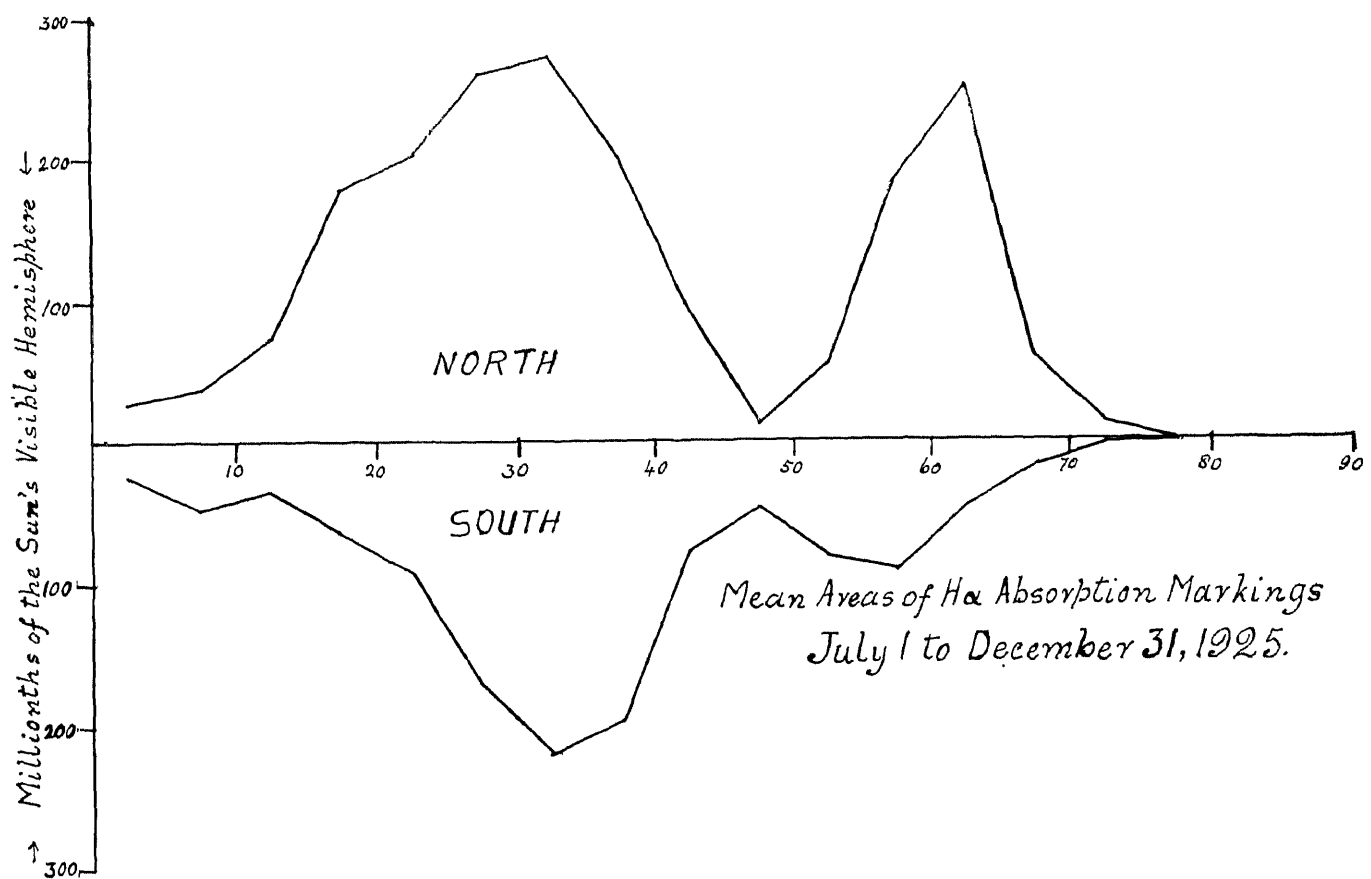 300
← 200
100
NORTH
10 20 30 40 50 60 70 80 90
SOUTH
100
200
300
→ Millionths of the Sun's Visible Hemisphere
Mean Areas of Hα Absorption Markings
July 1 to December 31, 1925.